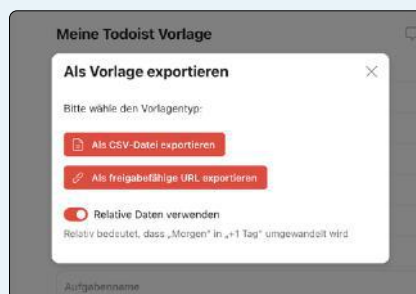 Meine Todoist Vorlage
Als Vorlage exportieren
Bitte wähle den Vorlagentyp:
Als CSV-Datei exportieren
Als freigabefähige URL exportieren
Relative Daten verwenden
Relativ bedeutet, dass „Morgen" in „+1 Tag" umgewandelt wird
Aufgabenname